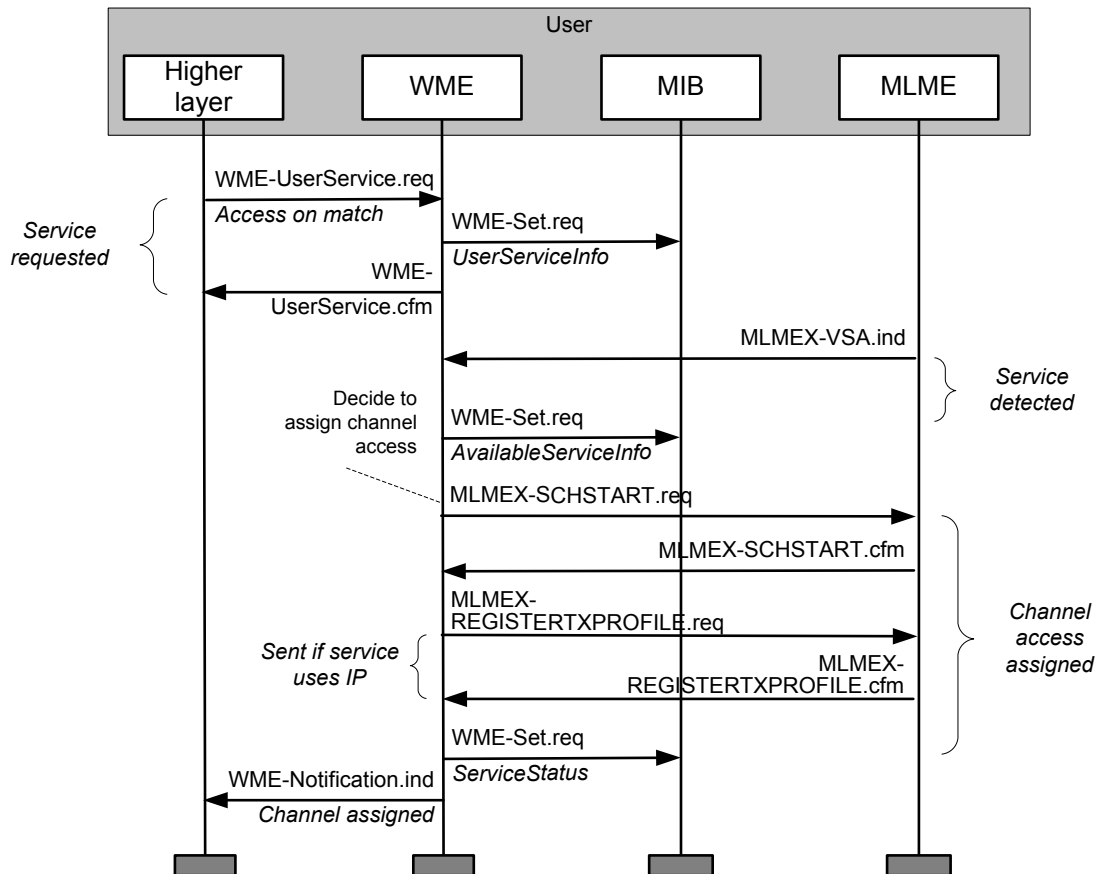 User
Higher
layer
WME
MIB
MLME
WME-UserService.req
Access on match
Service
requested
WME-Set.req
UserServiceInfo
WME-
UserService.cfm
MLMEX-VSA.ind
Service
detected
Decide to
assign channel
access
WME-Set.req
AvailableServiceInfo
MLMEX-SCHSTART.req
MLMEX-SCHSTART.cfm
MLMEX-
REGISTERTXPROFILE.req
Sent if service
uses IP
Channel
access
assigned
MLMEX-
REGISTERTXPROFILE.cfm
WME-Set.req
ServiceStatus
WME-Notification.ind
Channel assigned